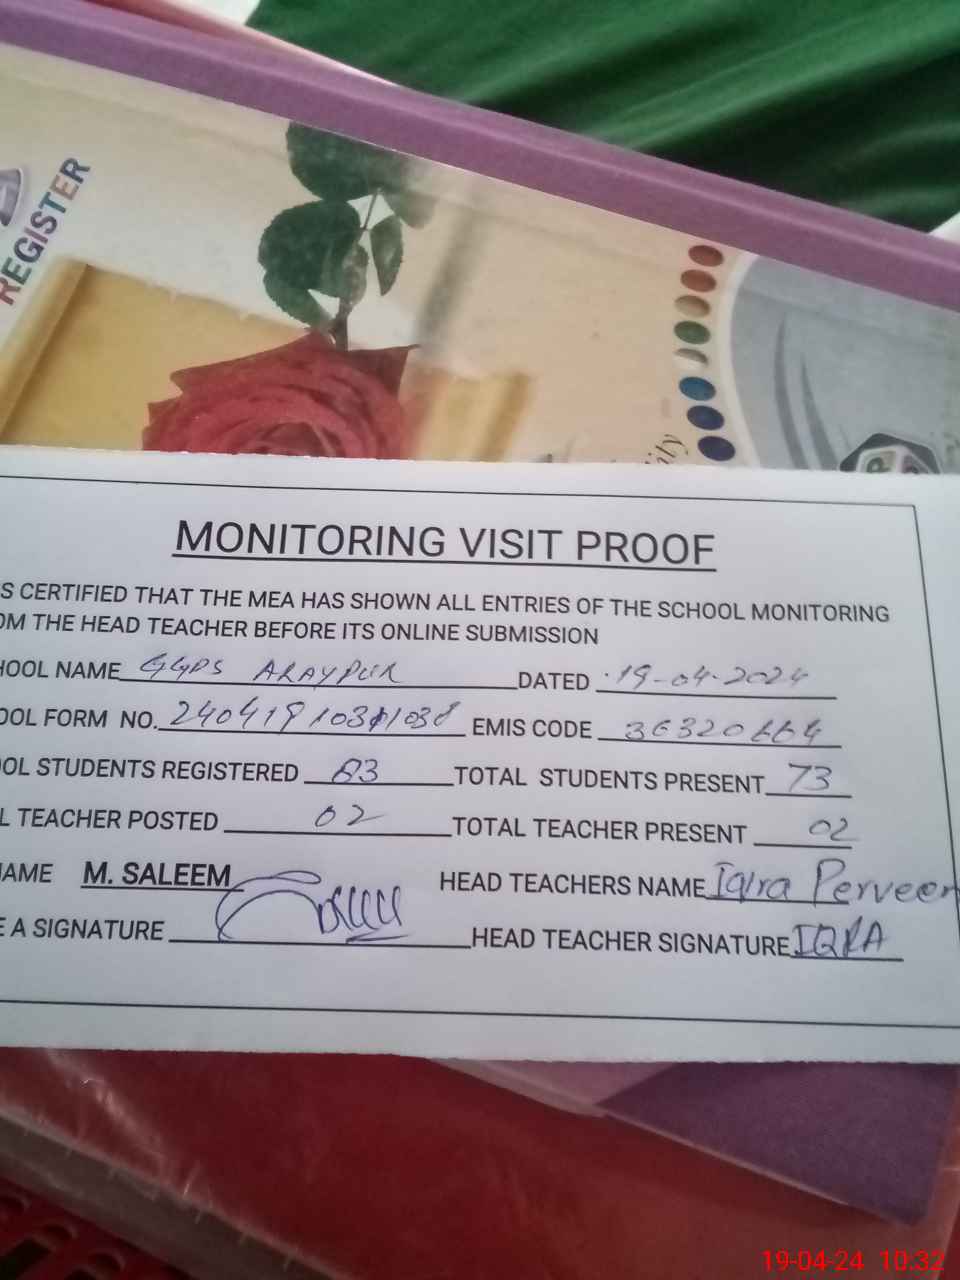 REGISTER
MONITORING VISIT PROOF
S CERTIFIED THAT THE MEA HAS SHOWN ALL ENTRIES OF THE SCHOOL MONITORING
OM THE HEAD TEACHER BEFORE ITS ONLINE SUBMISSION
HOOL NAME GGPS ARAYPUR DATED 19-04-2024
OOL FORM NO. EMIS CODE 36320664
OL STUDENTS REGISTERED 83 TOTAL STUDENTS PRESENT 73
L TEACHER POSTED 02 TOTAL TEACHER PRESENT 02
AME M. SALEEM HEAD TEACHERS NAME Iqra Perveen
E A SIGNATURE HEAD TEACHER SIGNATURE IQRA
19-04-24 10:32